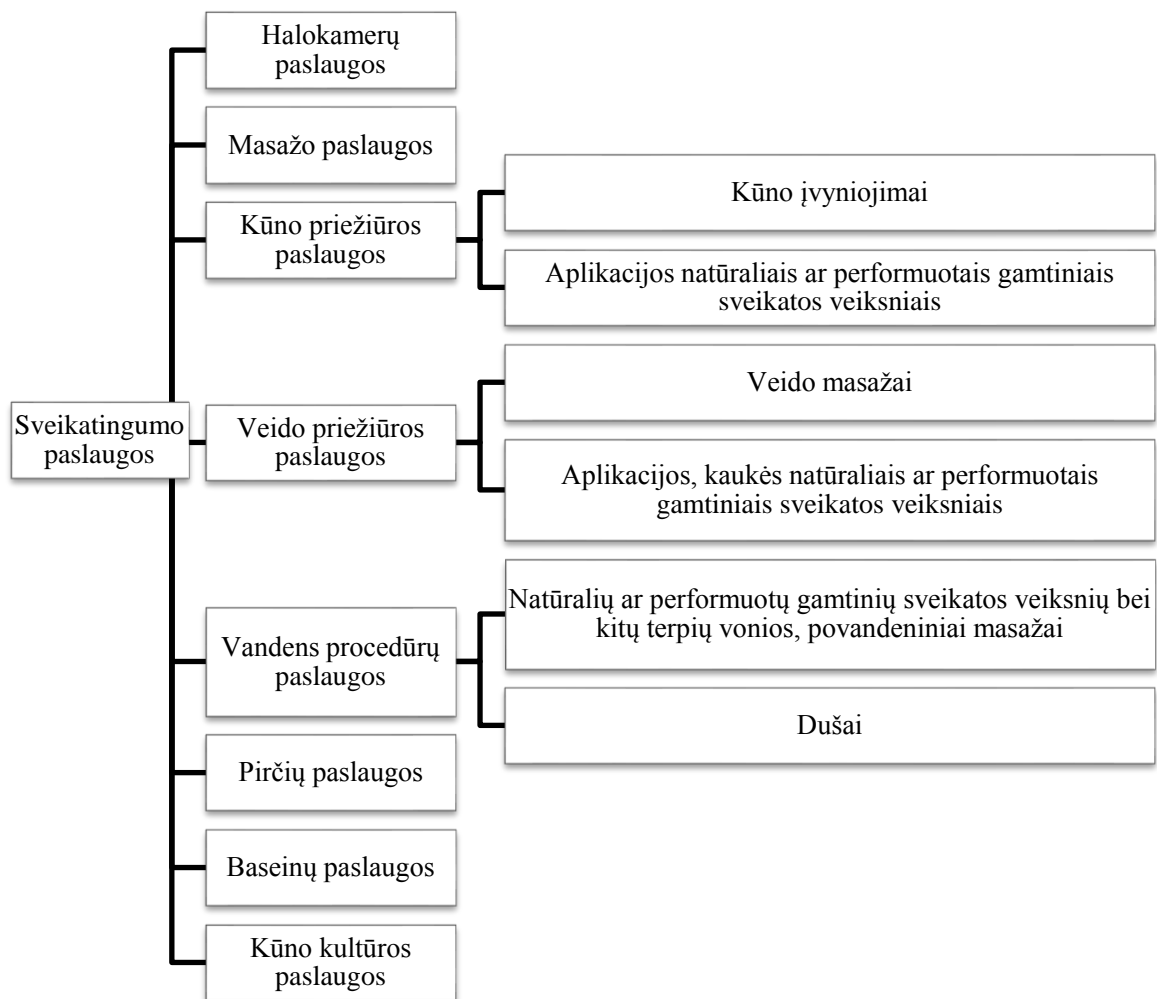 Halokamerų
paslaugos
Masažo paslaugos
Kūno priežiūros
paslaugos
Kūno įvyniojimai
Aplikacijos natūraliais ar performuotais gamtiniais
sveikatos veiksniais
Sveikatingumo
paslaugos
Veido priežiūros
paslaugos
Veido masažai
Aplikacijos, kaukės natūraliais ar performuotais
gamtiniais sveikatos veiksniais
Vandens procedūrų
paslaugos
Natūralių ar performuotų gamtinių sveikatos veiksnių bei
kitų terpių vonios, povandeniniai masažai
Dušai
Pirčių paslaugos
Baseinų paslaugos
Kūno kultūros
paslaugos